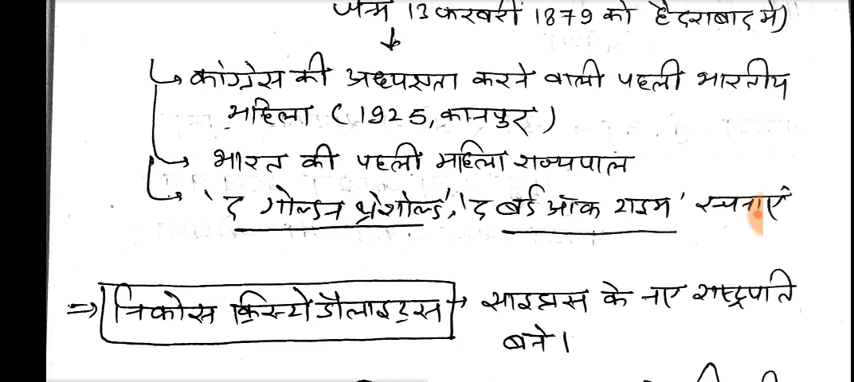 जन्म 13 फरवरी 1879 को हैदराबाद में)
कांग्रेस की अध्यक्षता करने वाली पहली भारतीय
महिला (1925, कानपुर)
भारत की पहली महिला राज्यपाल
'द गोल्डन थ्रेशोल्ड', 'द बर्ड ऑफ टाइम' रचनाएं
⇒ निकोस क्रिस्टोडौलाइड्स → साइप्रस के नए राष्ट्रपति
बने।